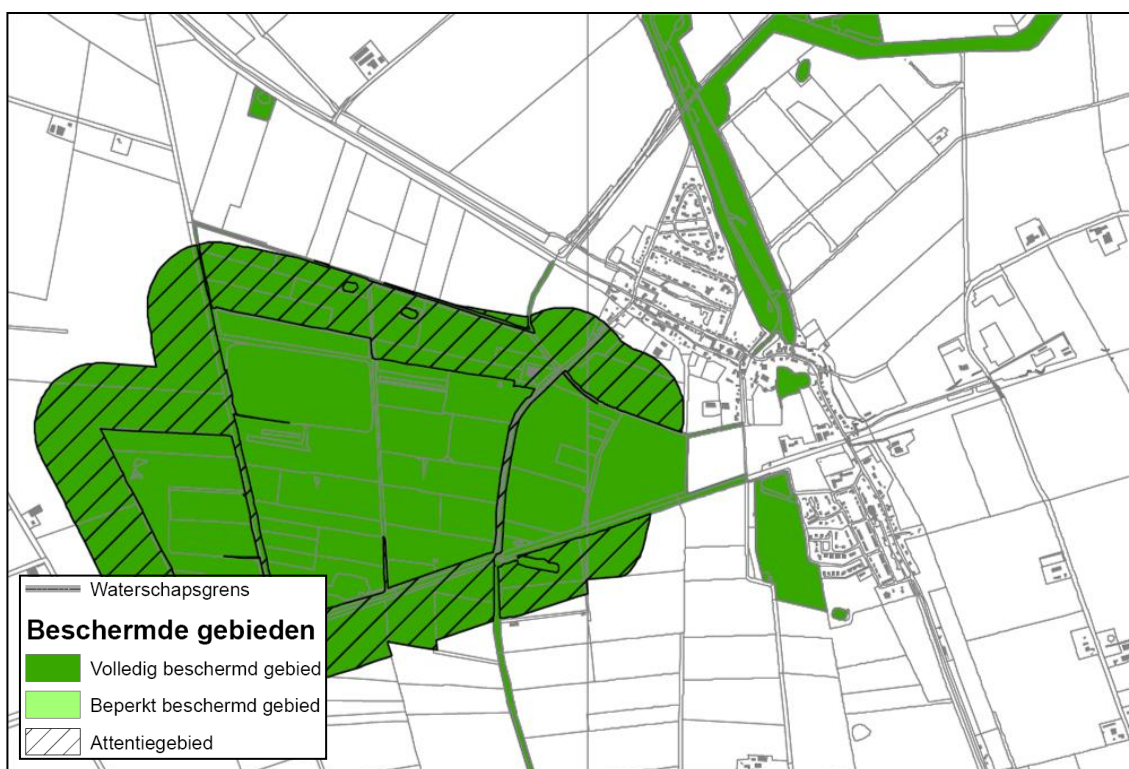 Waterschapsgrens
Beschermde gebieden
Volledig beschermd gebied
Beperkt beschermd gebied
Attentiegebied